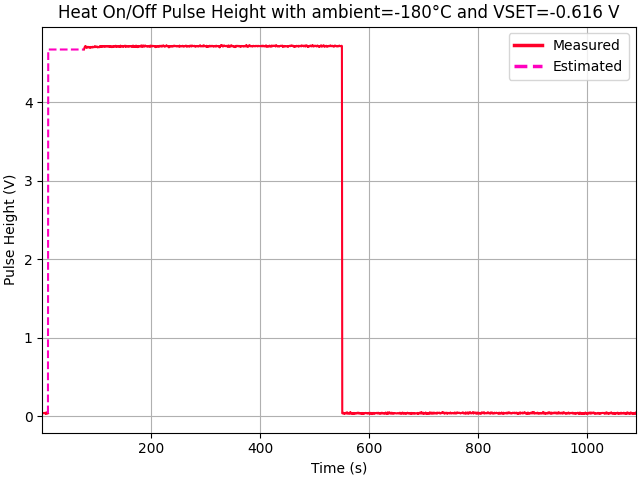 Heat On/Off Pulse Height with ambient=-180°C and VSET=-0.616 V
Measured
Estimated
Pulse Height (V)
4
3
2
1
0
200 400 600 800 1000
Time (s)